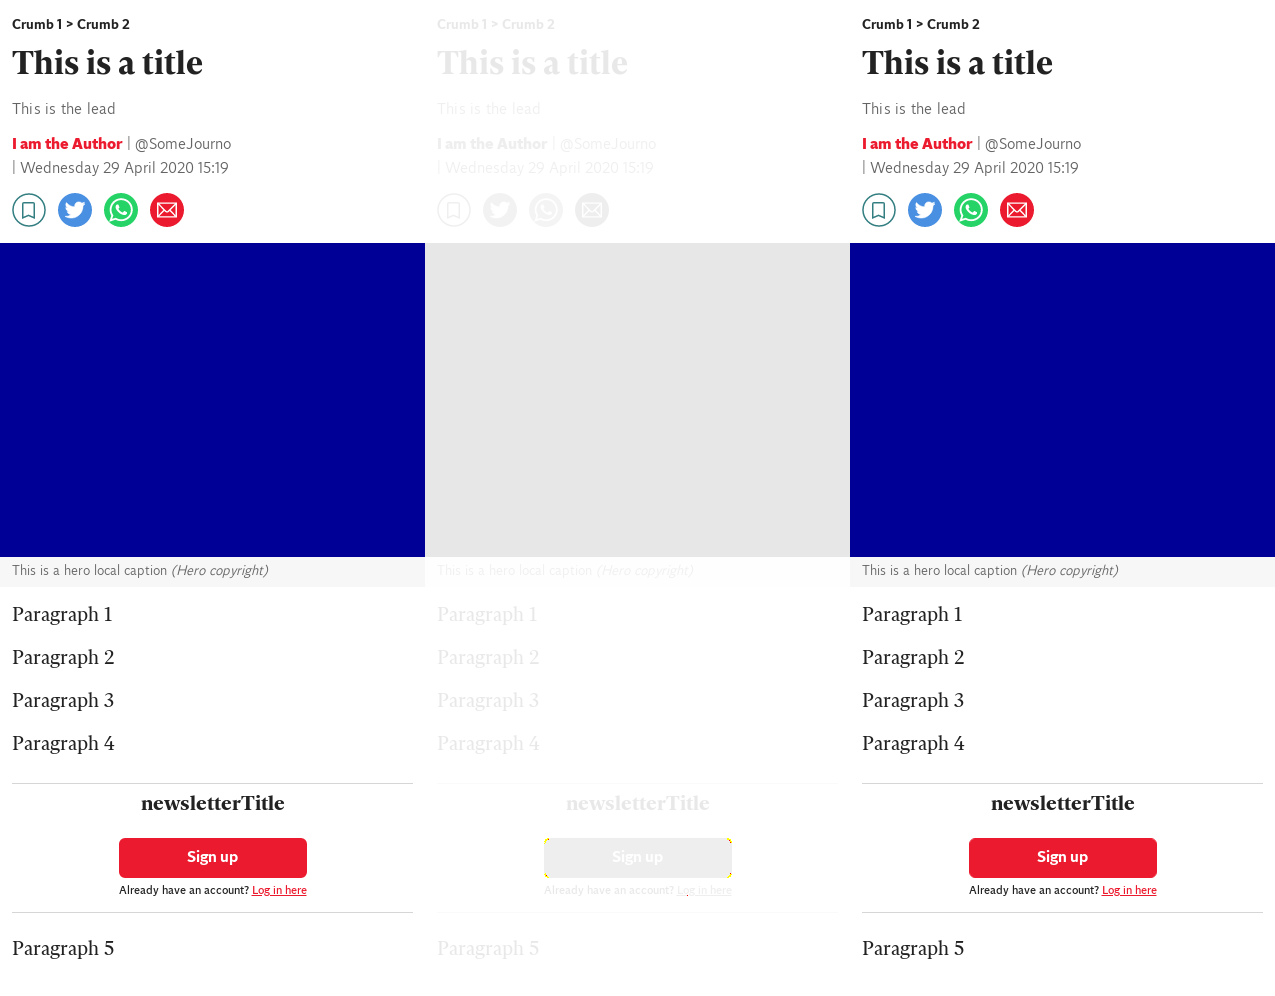 Crumb 1 > Crumb 2
This is a title
This is the lead
I am the Author | @SomeJourno
| Wednesday 29 April 2020 15:19
This is a hero local caption (Hero copyright)
Paragraph 1
Paragraph 2
Paragraph 3
Paragraph 4
newsletterTitle
Sign up
Already have an account? Log in here
Paragraph 5
Crumb 1 > Crumb 2
This is a title
This is the lead
I am the Author | @SomeJourno
| Wednesday 29 April 2020 15:19
This is a hero local caption (Hero copyright)
Paragraph 1
Paragraph 2
Paragraph 3
Paragraph 4
newsletterTitle
Sign up
Already have an account? Log in here
Paragraph 5
Crumb 1 > Crumb 2
This is a title
This is the lead
I am the Author | @SomeJourno
| Wednesday 29 April 2020 15:19
This is a hero local caption (Hero copyright)
Paragraph 1
Paragraph 2
Paragraph 3
Paragraph 4
newsletterTitle
Sign up
Already have an account? Log in here
Paragraph 5